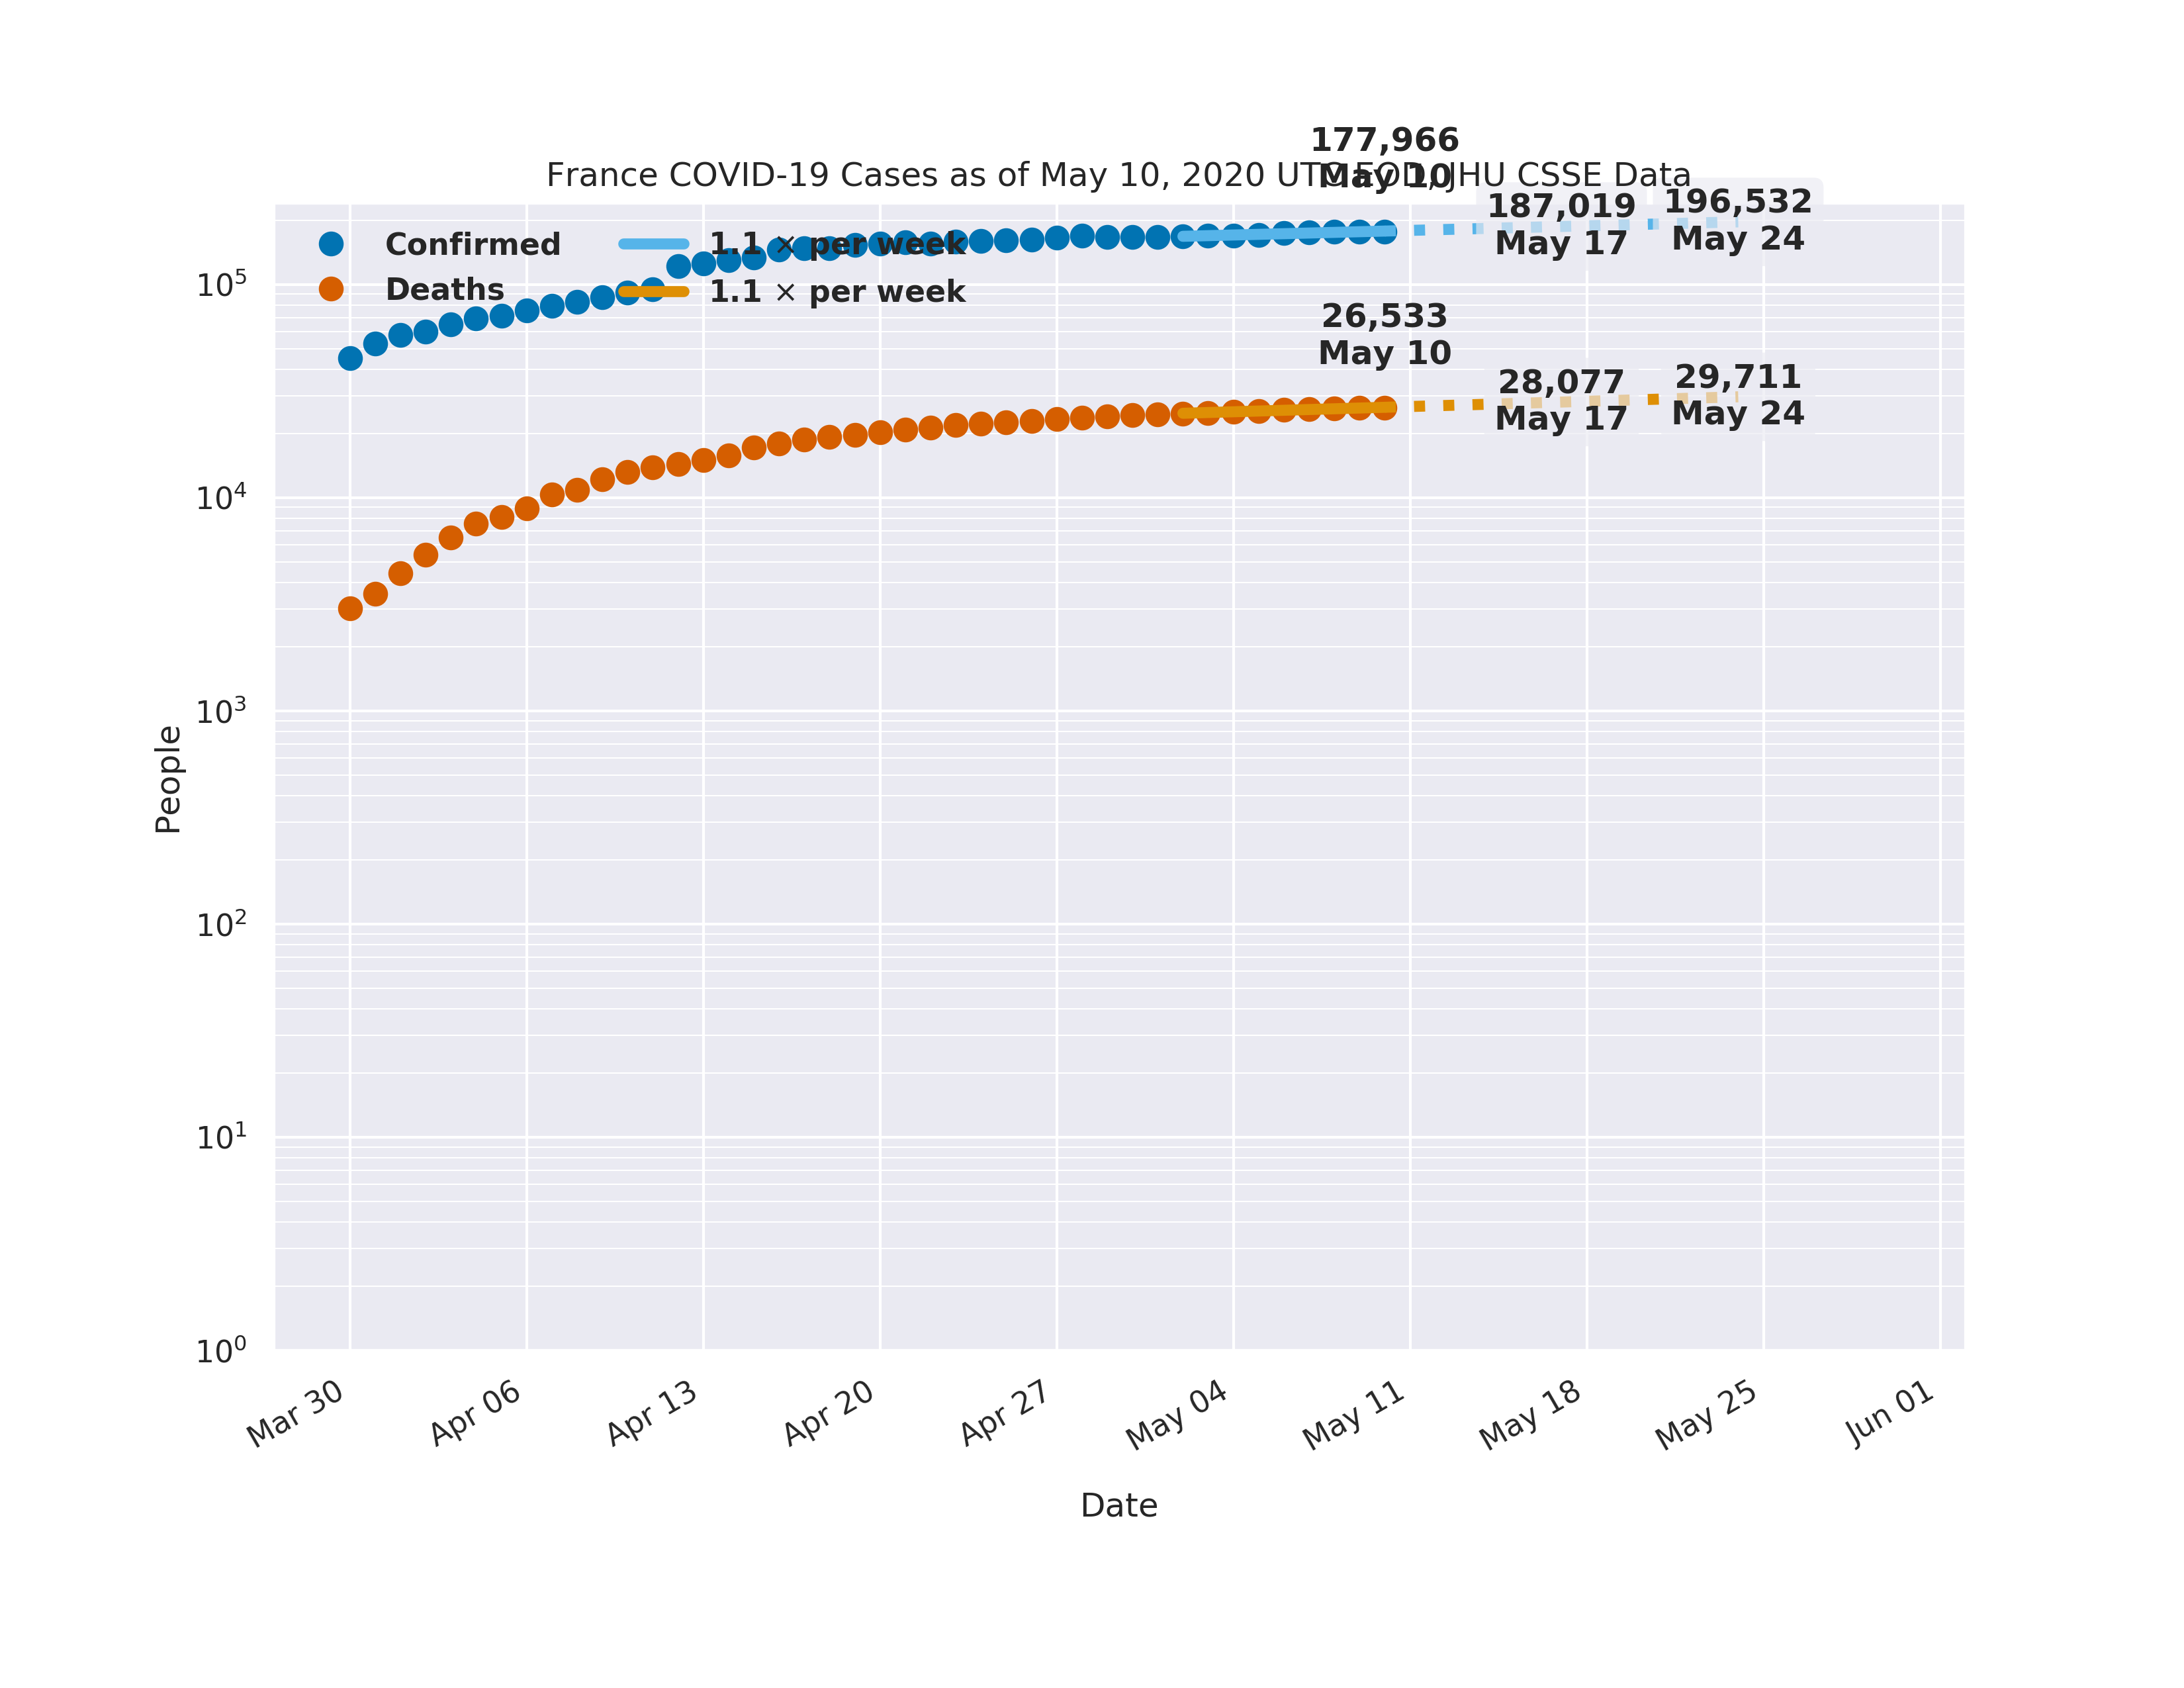 177,966
May 10
France COVID-19 Cases as of May 10, 2020 UTC EOD, JHU CSSE Data
187,019
May 17
196,532
May 24
Confirmed
Deaths
1.1 × per week
1.1 × per week
26,533
May 10
28,077
May 17
29,711
May 24
10⁵
10⁴
10³
10²
10¹
10⁰
People
Mar 30
Apr 06
Apr 13
Apr 20
Apr 27
May 04
May 11
May 18
May 25
Jun 01
Date